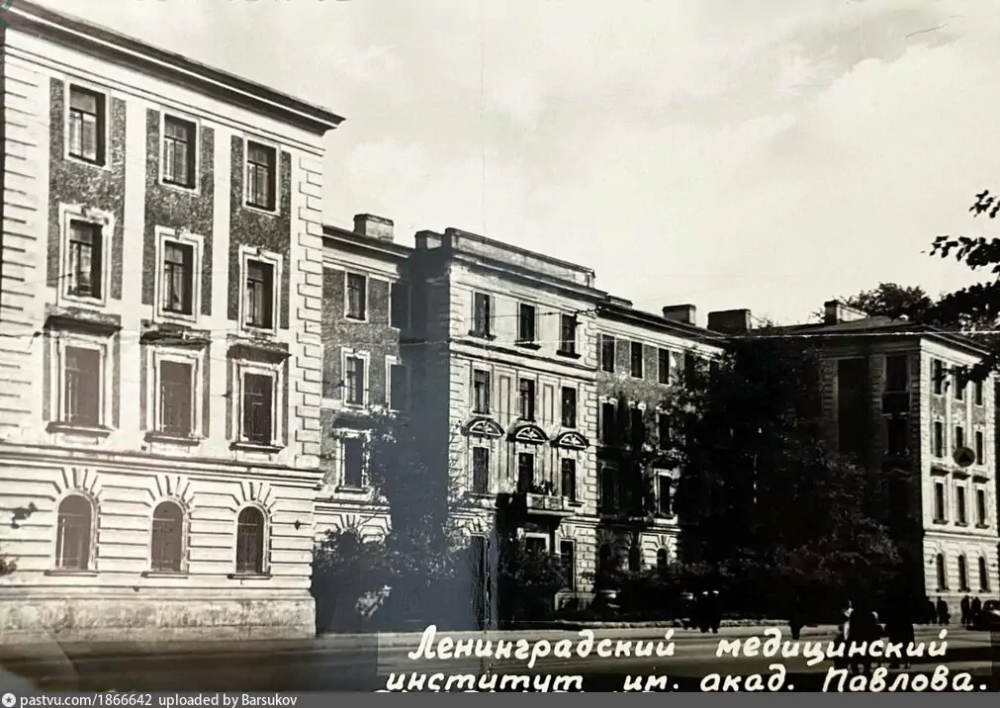 Ленинградский медицинский
институт им. акад. Павлова.
pastvu.com/1866642 uploaded by Barsukov